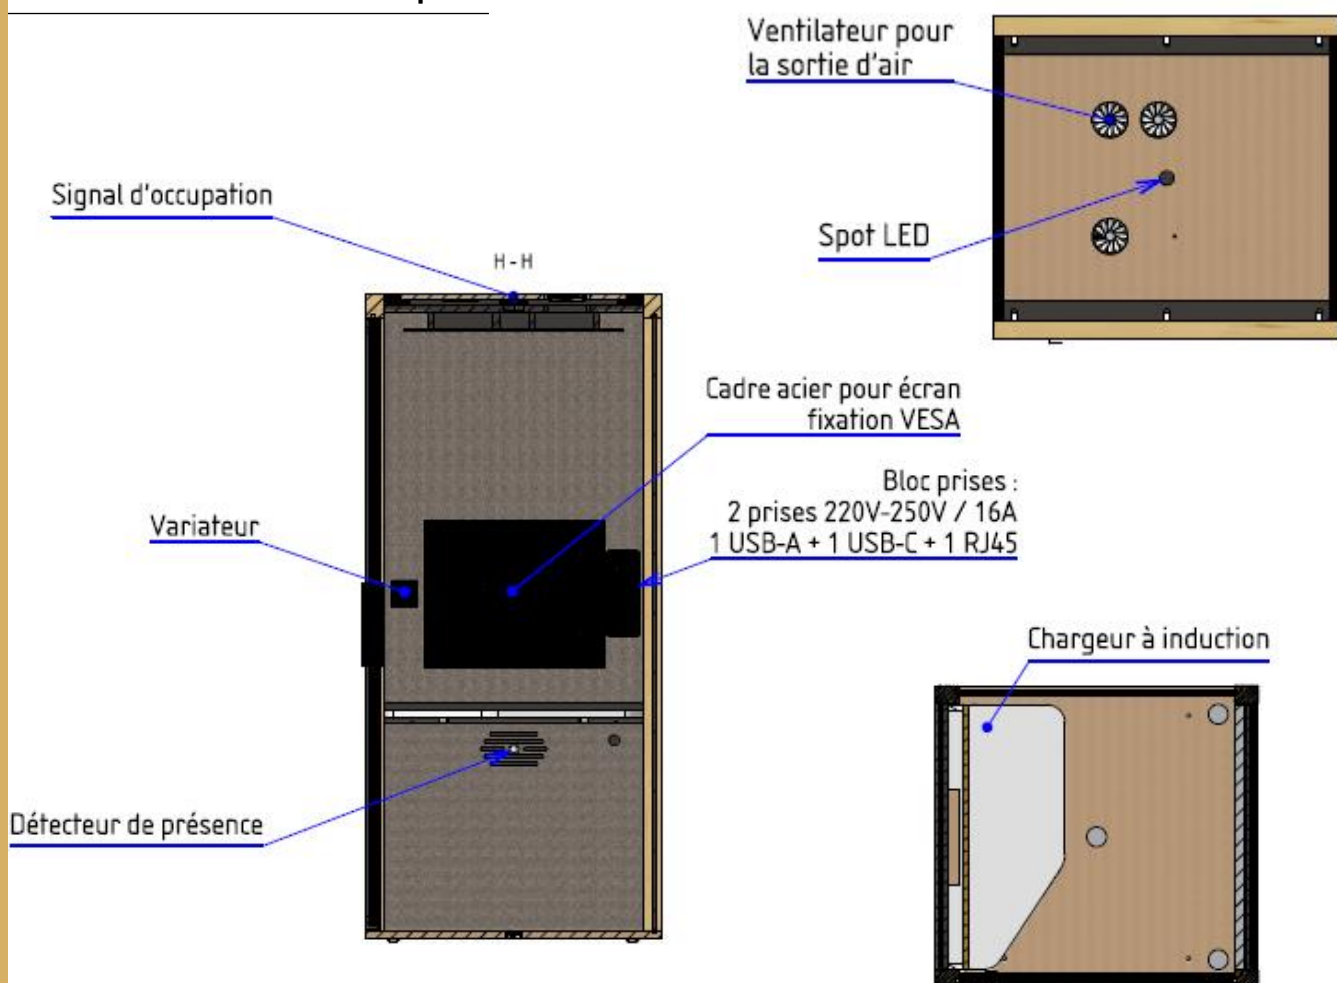 Ventilateur pour
la sortie d'air
Signal d'occupation
Spot LED
H-H
Cadre acier pour écran
fixation VESA
Bloc prises :
2 prises 220V-250V / 16A
1 USB-A + 1 USB-C + 1 RJ45
Variateur
Chargeur à induction
Détecteur de présence